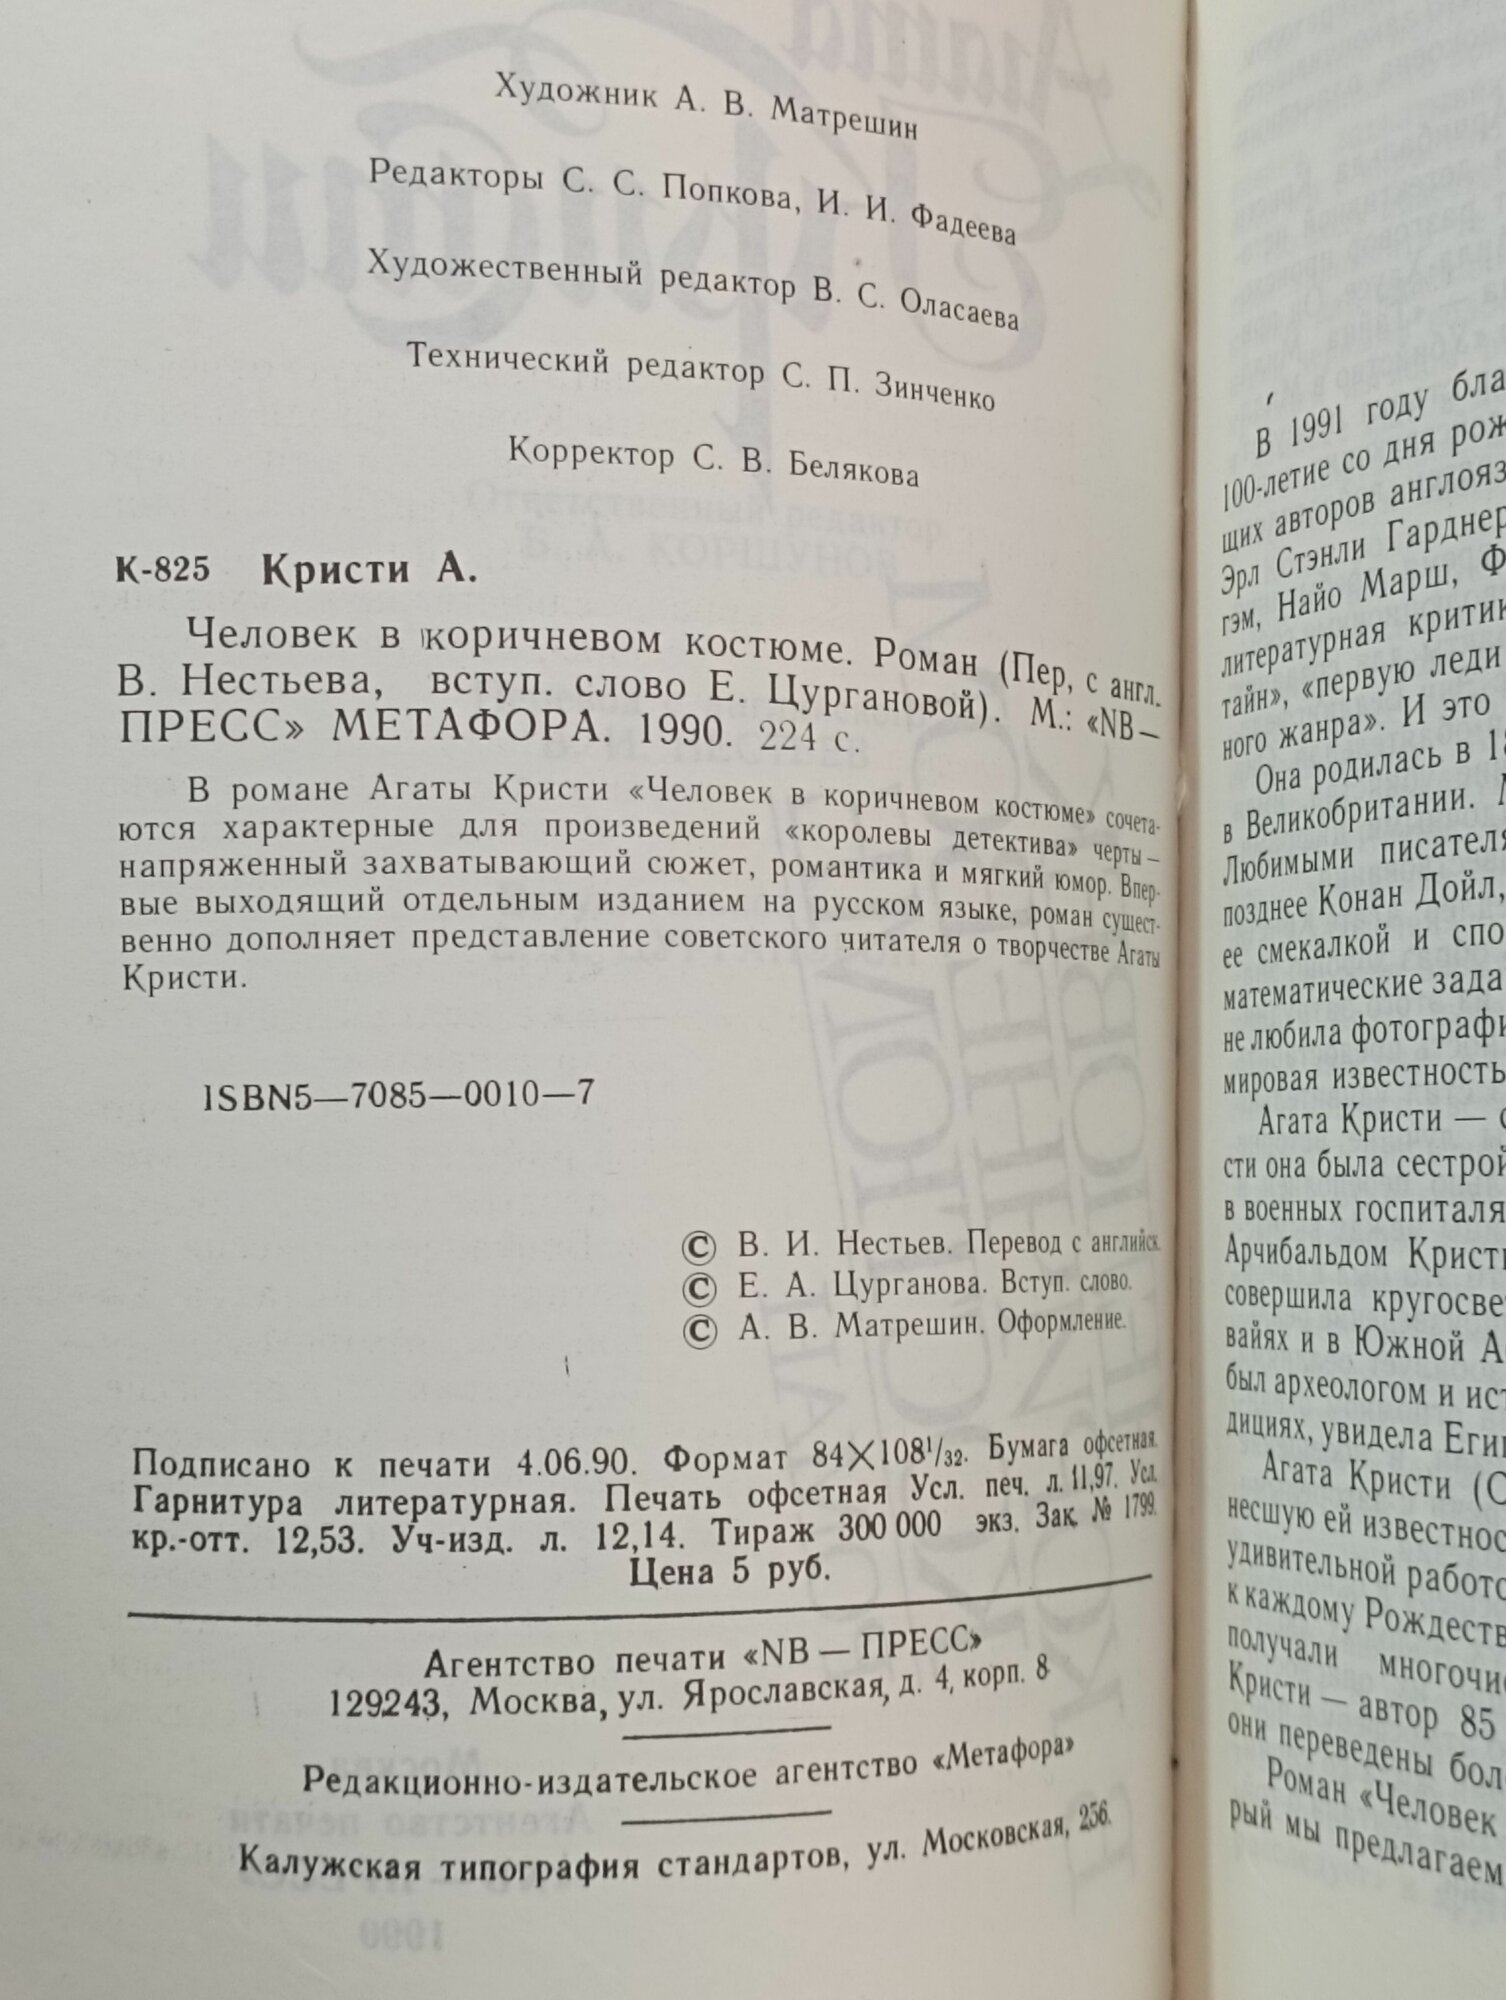 Художник А. В. Матрешин
Редакторы С. С. Попкова, И. И. Фадеева
Художественный редактор В. С. Оласаева
Технический редактор С. П. Зинченко
Корректор С. В. Белякова
К-825 Кристи А.
Человек в коричневом костюме. Роман (Пер, с англ.
В. Нестьева, вступ. слово Е. Цургановой). М.: «NB—
ПРЕСС» МЕТАФОРА. 1990. 224 с.
В романе Агаты Кристи «Человек в коричневом костюме» сочета-
ются характерные для произведений «королевы детектива» черты —
напряженный захватывающий сюжет, романтика и мягкий юмор. Впер-
вые выходящий отдельным изданием на русском языке, роман сущест-
венно дополняет представление советского читателя о творчестве Агаты
Кристи.
ISBN5—7085—0010—7
© В. И. Нестьев. Перевод с английск.
© Е. А. Цурганова. Вступ. слово.
© А. В. Матрешин. Оформление.
Подписано к печати 4.06.90. Формат 84×108¹/₃₂. Бумага офсетная.
Гарнитура литературная. Печать офсетная Усл. печ. л. 11,97. Усл.
кр.-отт. 12,53. Уч-изд. л. 12,14. Тираж 300 000 экз. Зак. № 1799.
Цена 5 руб.
Агентство печати «NB — ПРЕСС»
129243, Москва, ул. Ярославская, д. 4, корп. 8
Редакционно-издательское агентство «Метафора»
Калужская типография стандартов, ул. Московская, 256.
В 1991 году бла
100-летие со дня рож
щих авторов англояз
Эрл Стэнли Гарднер
гэм, Найо Марш, Ф
литературная критик
тайн», «первую леди
ного жанра». И это
Она родилась в 18
в Великобритании.
Любимыми писателя
позднее Конан Дойл,
ее смекалкой и спо
математические зада
не любила фотографи
мировая известность
Агата Кристи — с
сти она была сестрой
в военных госпиталя
Арчибальдом Кристи
совершила кругосве
вайях и в Южной А
был археологом и ист
дициях, увидела Егип
Агата Кристи (С
несшую ей известнос
удивительной работо
к каждому Рождеств
получали многочис
Кристи — автор 85
они переведены бол
Роман «Человек
рый мы предлагаем